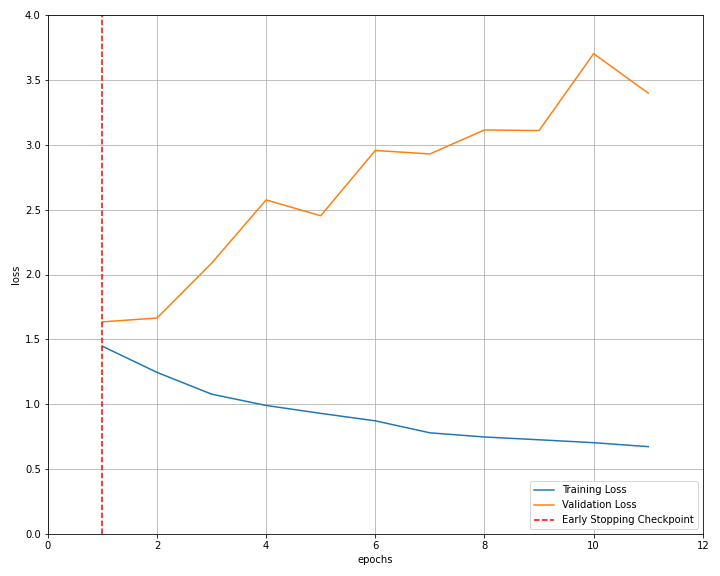 4.0
3.5
3.0
2.5
2.0
1.5
1.0
0.5
0.0
loss
0 2 4 6 8 10 12
epochs
Training Loss
Validation Loss
Early Stopping Checkpoint